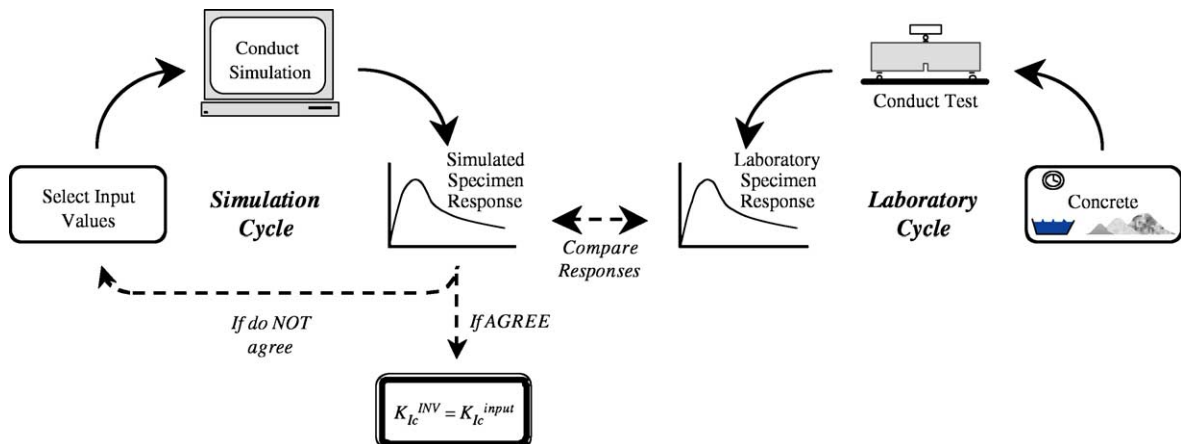 Conduct
Simulation
Conduct Test
Select Input
Values
Simulation
Cycle
Simulated
Specimen
Response
Compare
Responses
Laboratory
Specimen
Response
Laboratory
Cycle
Concrete
If do NOT
agree
If AGREE
K_Ic^INV = K_Ic^input